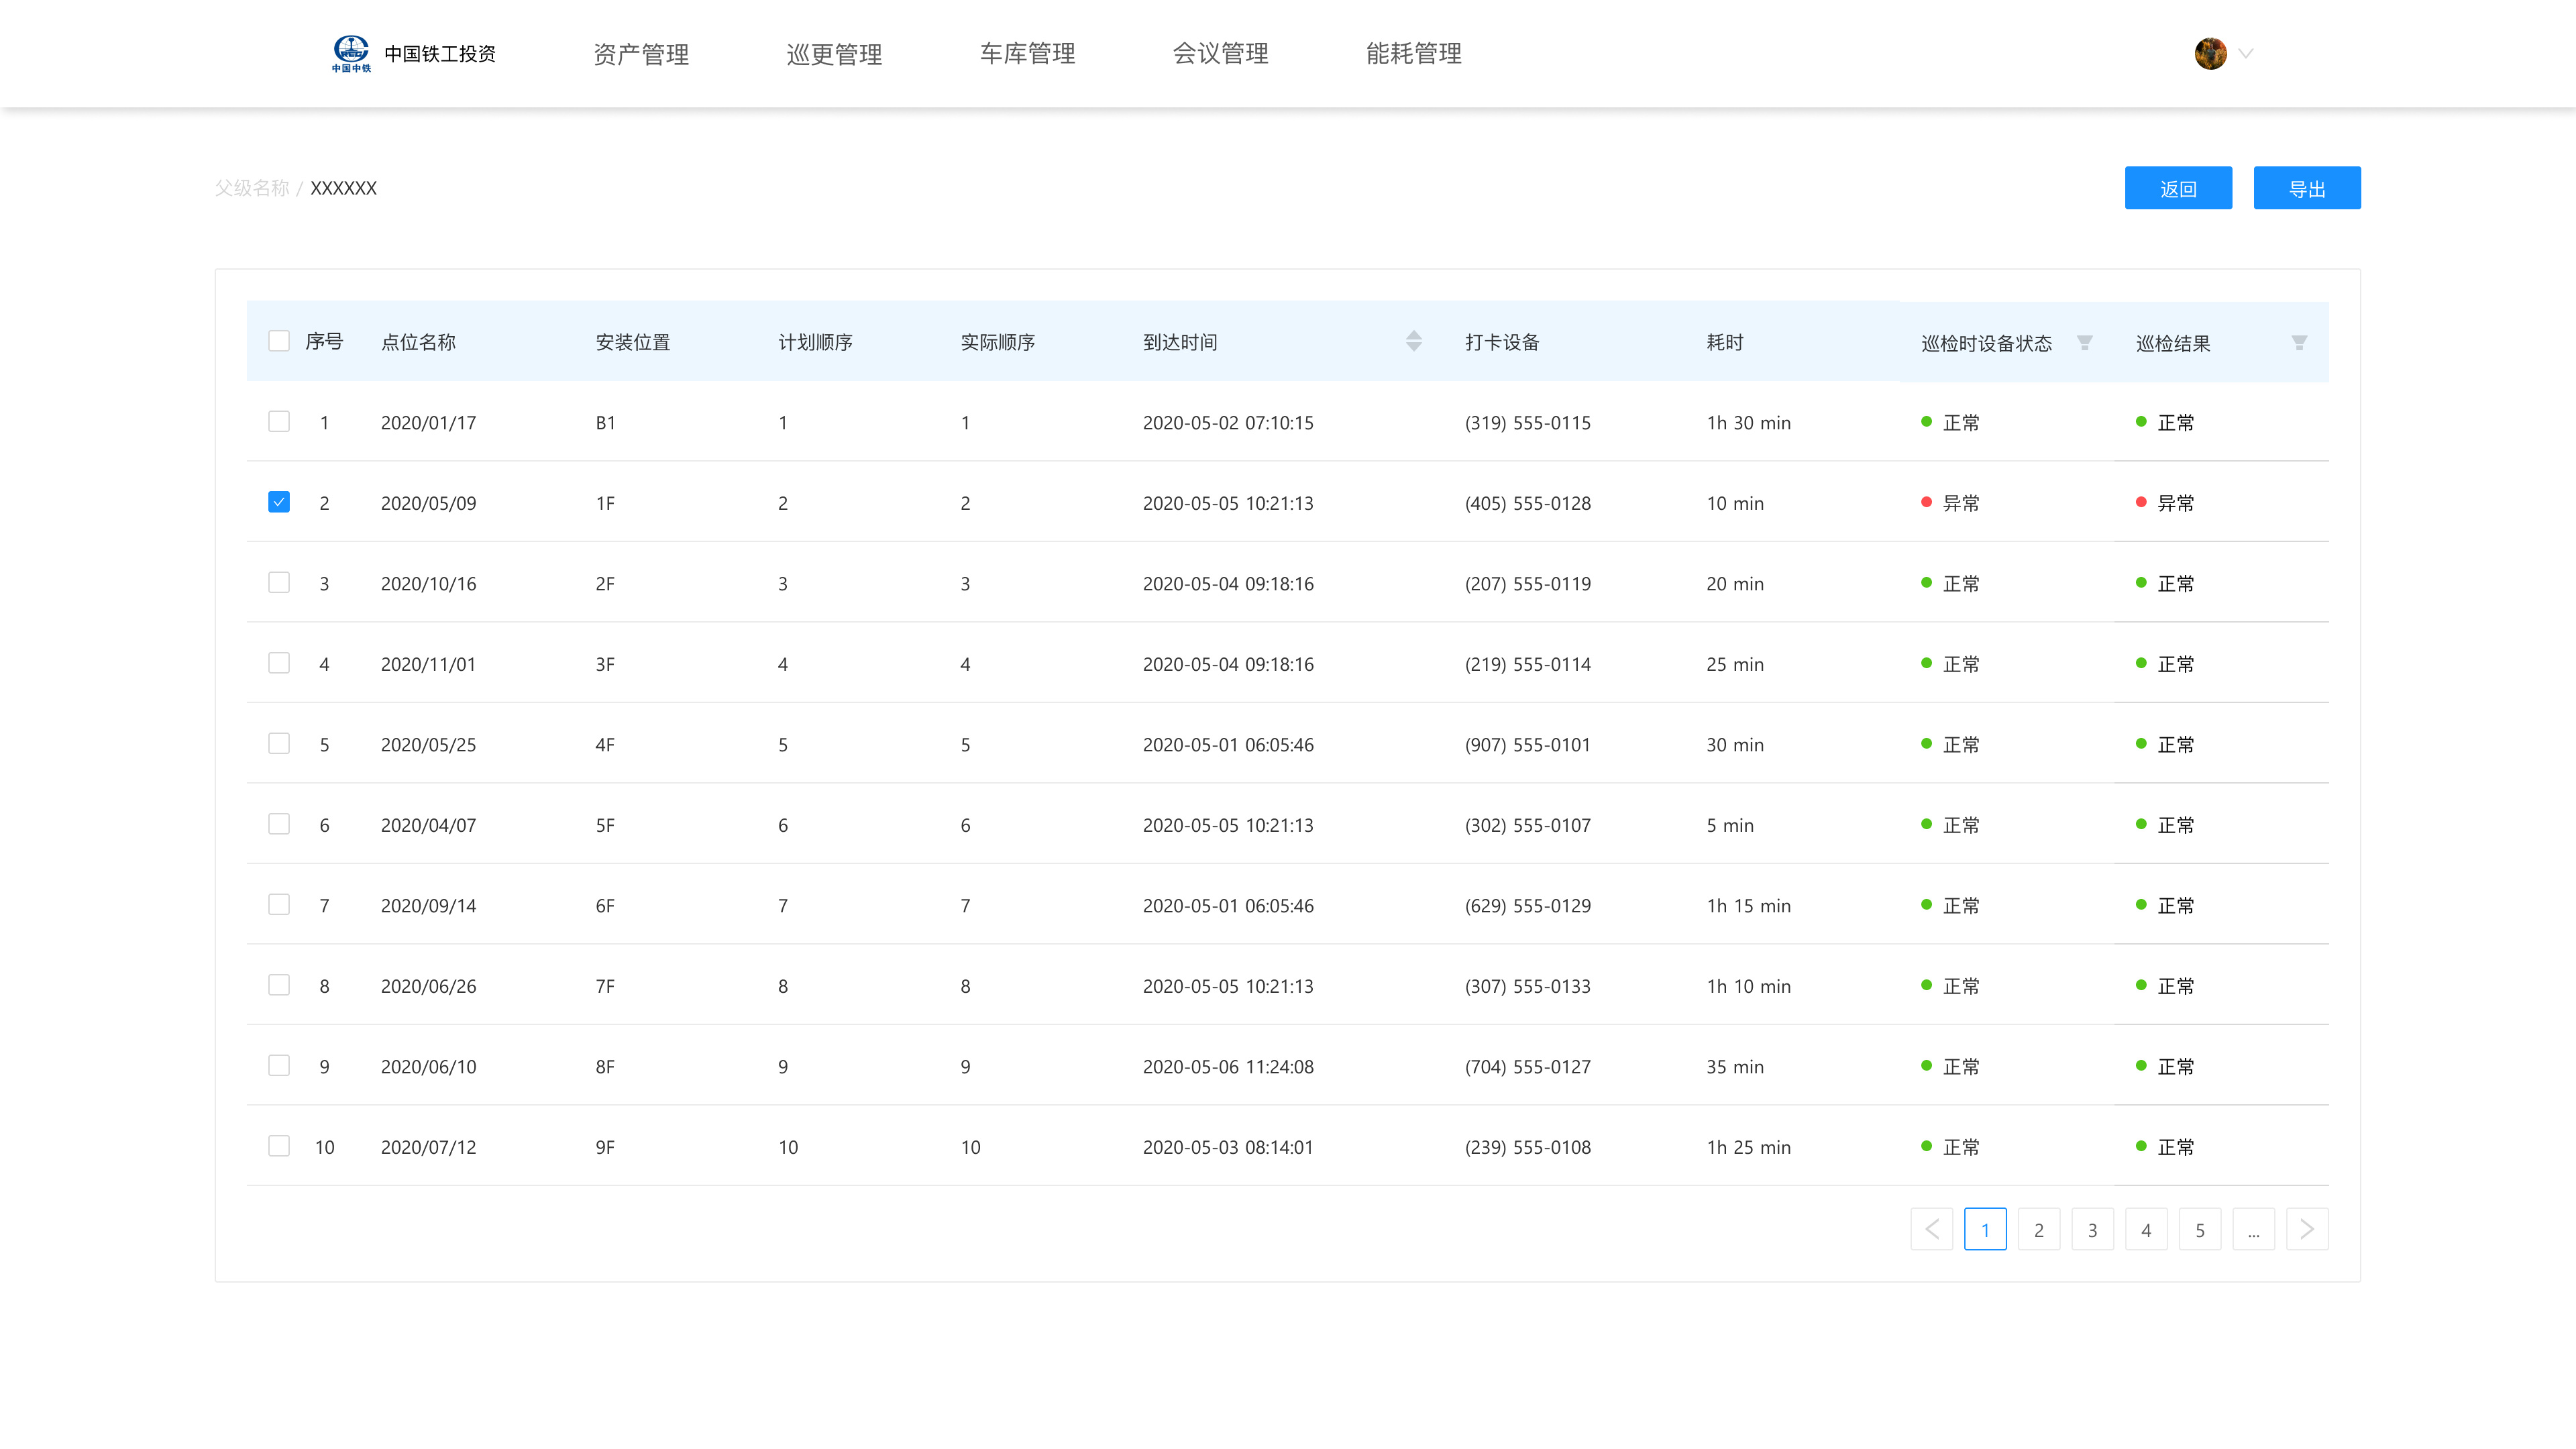 中国中铁 中国铁工投资 资产管理 巡更管理 车库管理 会议管理 能耗管理
父级名称 / XXXXXX 返回 导出
序号 点位名称 安装位置 计划顺序 实际顺序 到达时间 打卡设备 耗时 巡检时设备状态 巡检结果
1 2020/01/17 B1 1 1 2020-05-02 07:10:15 (319) 555-0115 1h 30 min 正常 正常
2 2020/05/09 1F 2 2 2020-05-05 10:21:13 (405) 555-0128 10 min 异常 异常
3 2020/10/16 2F 3 3 2020-05-04 09:18:16 (207) 555-0119 20 min 正常 正常
4 2020/11/01 3F 4 4 2020-05-04 09:18:16 (219) 555-0114 25 min 正常 正常
5 2020/05/25 4F 5 5 2020-05-01 06:05:46 (907) 555-0101 30 min 正常 正常
6 2020/04/07 5F 6 6 2020-05-05 10:21:13 (302) 555-0107 5 min 正常 正常
7 2020/09/14 6F 7 7 2020-05-01 06:05:46 (629) 555-0129 1h 15 min 正常 正常
8 2020/06/26 7F 8 8 2020-05-05 10:21:13 (307) 555-0133 1h 10 min 正常 正常
9 2020/06/10 8F 9 9 2020-05-06 11:24:08 (704) 555-0127 35 min 正常 正常
10 2020/07/12 9F 10 10 2020-05-03 08:14:01 (239) 555-0108 1h 25 min 正常 正常
1 2 3 4 5 ...